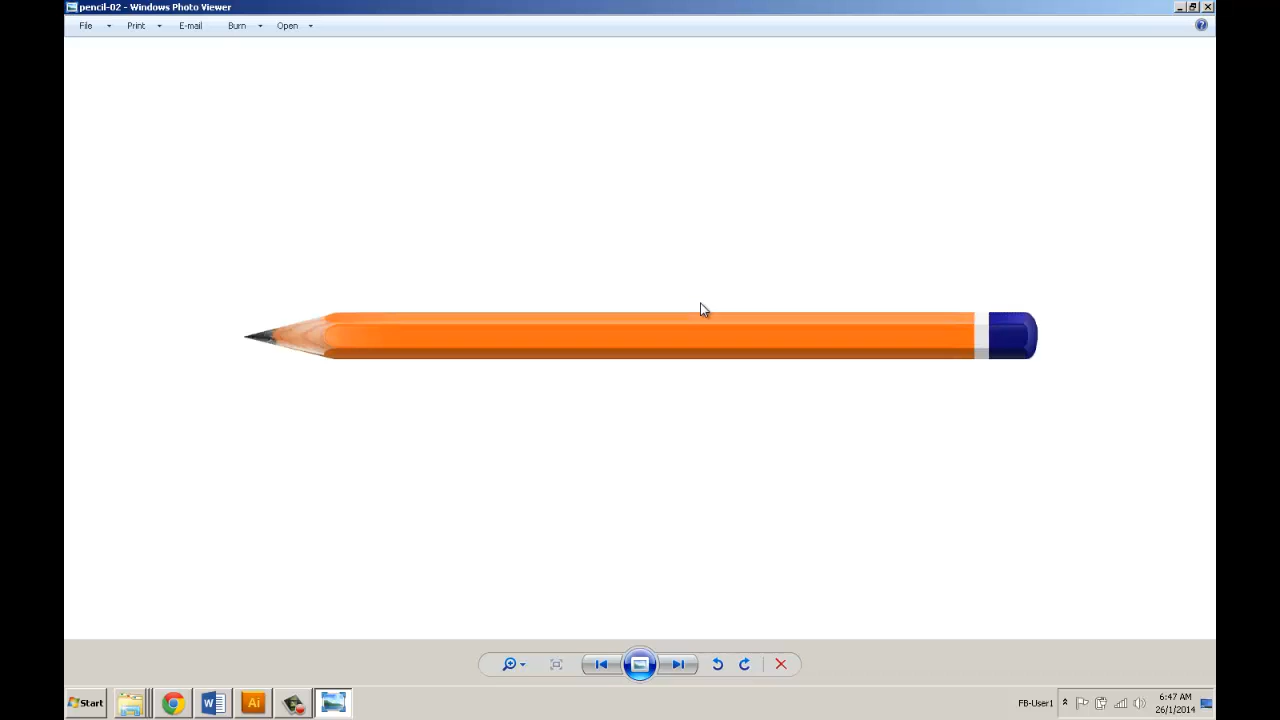 pencil-02 - Windows Photo Viewer
File Print E-mail Burn Open
Start
W
Ai
FB-User1
6:47 AM
26/1/2014